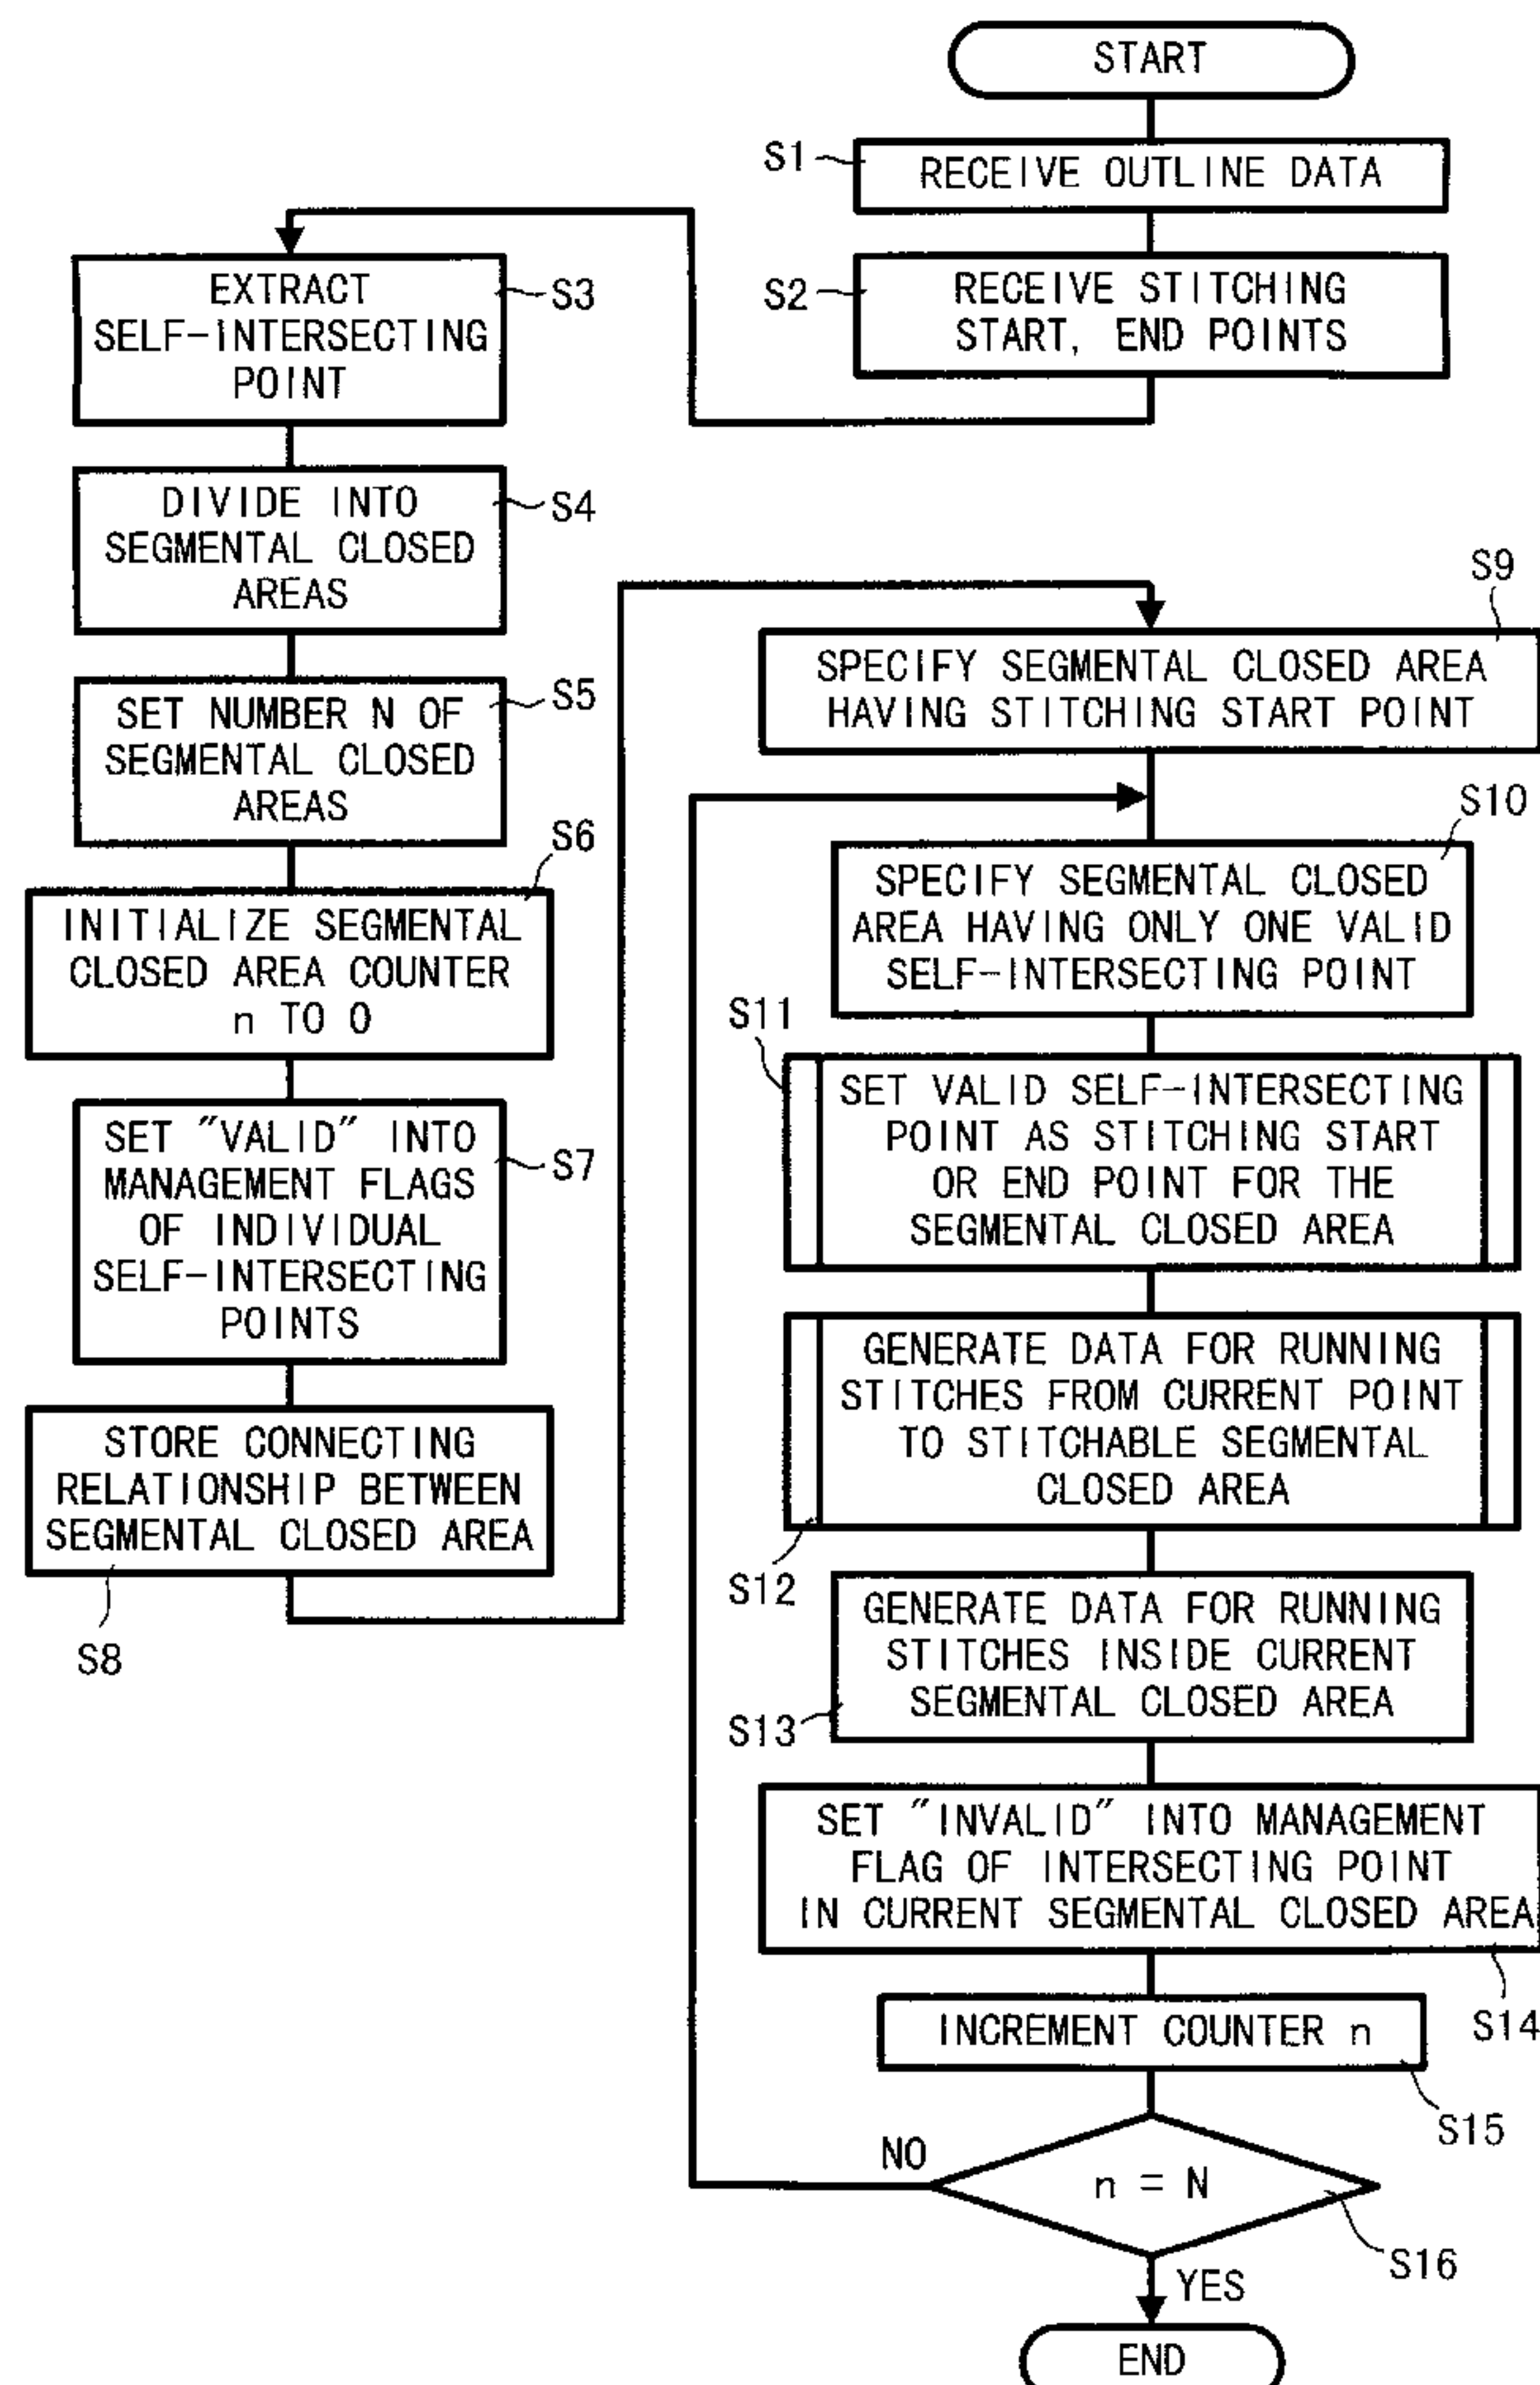 START
S1
RECEIVE OUTLINE DATA
S2
RECEIVE STITCHING
START, END POINTS
EXTRACT
SELF-INTERSECTING
POINT
S3
DIVIDE INTO
SEGMENTAL CLOSED
AREAS
S4
SET NUMBER N OF
SEGMENTAL CLOSED
AREAS
S5
S6
INITIALIZE SEGMENTAL
CLOSED AREA COUNTER
n TO 0
SET "VALID" INTO
MANAGEMENT FLAGS
OF INDIVIDUAL
SELF-INTERSECTING
POINTS
S7
STORE CONNECTING
RELATIONSHIP BETWEEN
SEGMENTAL CLOSED AREA
S8
S9
SPECIFY SEGMENTAL CLOSED AREA
HAVING STITCHING START POINT
S10
SPECIFY SEGMENTAL CLOSED
AREA HAVING ONLY ONE VALID
SELF-INTERSECTING POINT
S11
SET VALID SELF-INTERSECTING
POINT AS STITCHING START
OR END POINT FOR THE
SEGMENTAL CLOSED AREA
GENERATE DATA FOR RUNNING
STITCHES FROM CURRENT POINT
TO STITCHABLE SEGMENTAL
CLOSED AREA
S12
GENERATE DATA FOR RUNNING
STITCHES INSIDE CURRENT
SEGMENTAL CLOSED AREA
S13
SET "INVALID" INTO MANAGEMENT
FLAG OF INTERSECTING POINT
IN CURRENT SEGMENTAL CLOSED AREA
S14
INCREMENT COUNTER n
S15
NO
n = N
S16
YES
END